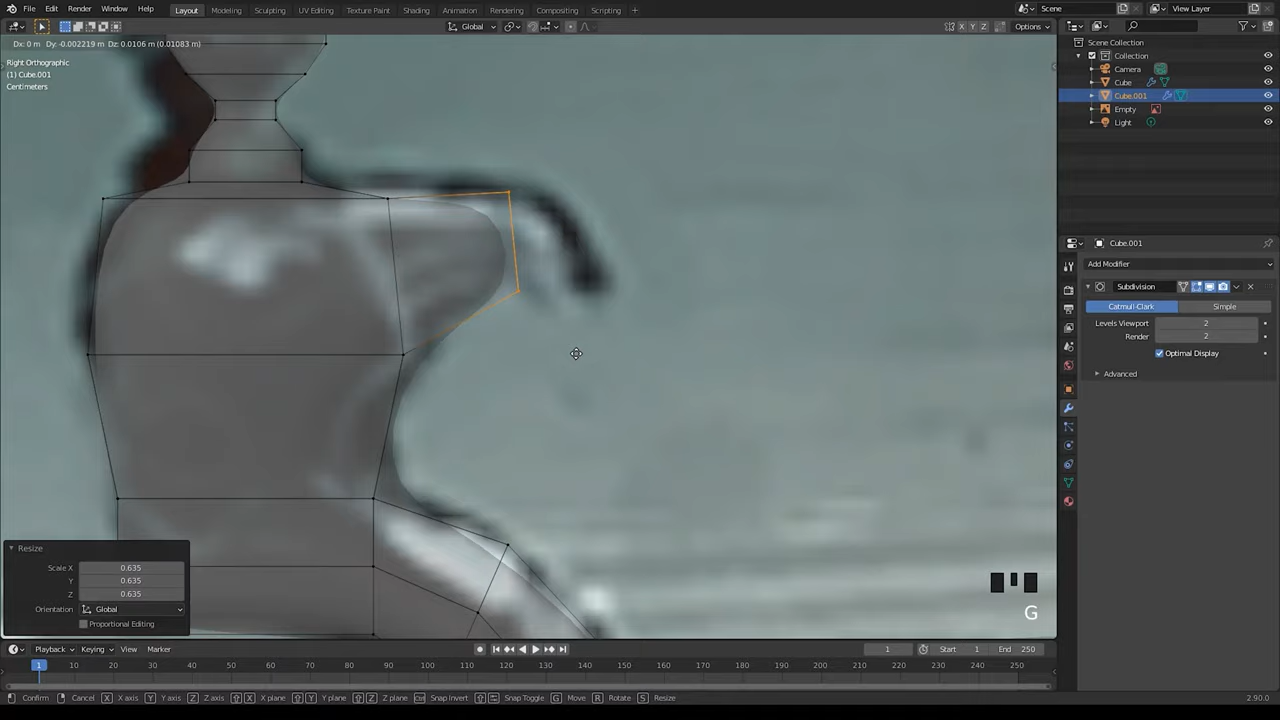 File Edit Render Window Help Layout Modeling Sculpting UV Editing Texture Paint Shading Animation Rendering Compositing Scripting + Scene View Layer
Global Options X Y Z
Dx: 0 m Dy: -0.002219 m Dz: 0.0106 m (0.01083 m)
Right Orthographic
(1) Cube.001
Centimeters
Scene Collection
Collection
Camera
Cube
Cube.001
Empty
Light
Cube.001
Add Modifier
Subdivision
Catmull-Clark Simple
Levels Viewport 2
Render 2
Optimal Display
Advanced
Resize
Scale X 0.635
Y 0.635
Z 0.635
Orientation Global
Proportional Editing
G
Playback Keying View Marker 1 Start 1 End 250
1 10 20 30 40 50 60 70 80 90 100 110 120 130 140 150 160 170 180 190 200 210 220 230 240 250
Confirm Cancel X X axis Y Y axis Z Z axis X X plane Y Y plane Z Z plane Ctrl Snap Invert Snap Toggle G Move R Rotate S Resize 2.90.0